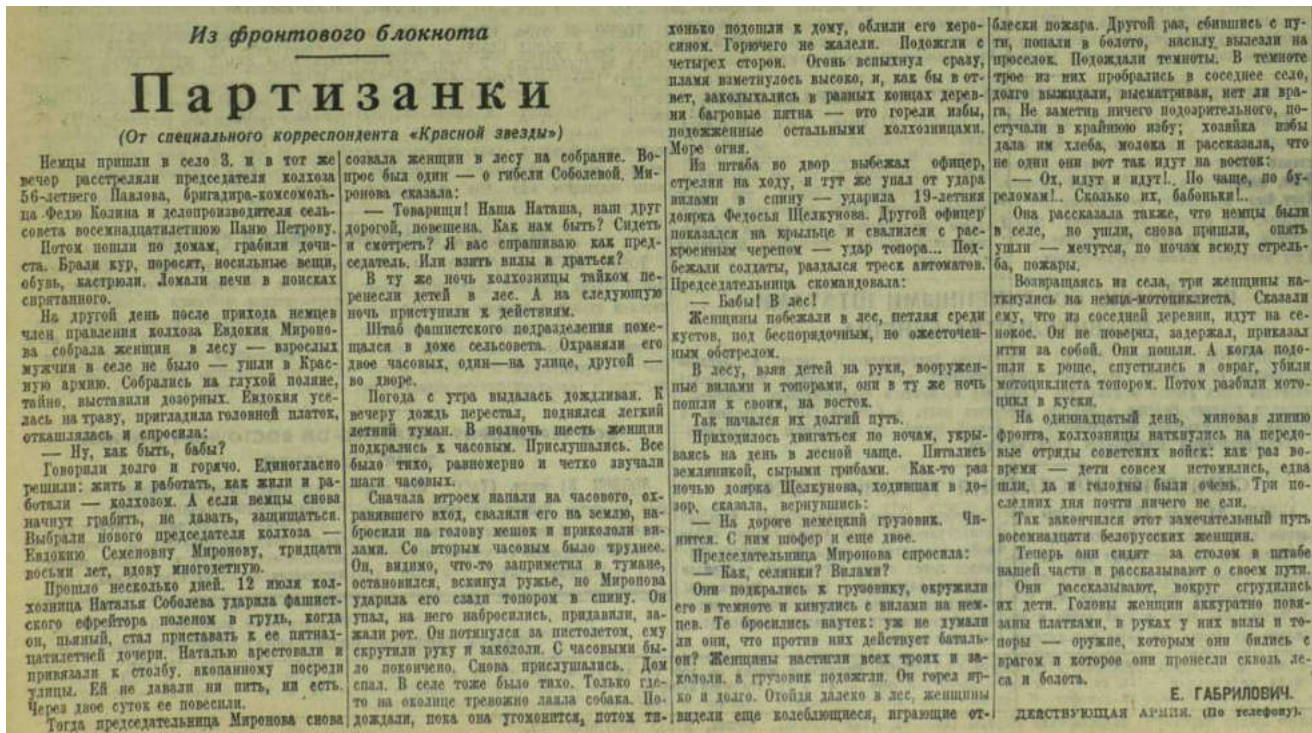 Из фронтового блокнота
Партизанки
(От специального корреспондента «Красной звезды»)
Немцы пришли в село З. и в тот же
вечер расстреляли председателя колхоза
56-летнего Павлова, бригадира-комсомоль-
ца Федю Колина и делопроизводителя сель-
совета восемнадцатилетнюю Паню Петрову.
Потом пошли по домам, грабили дочи-
ста. Брали кур, поросят, носильные вещи,
обувь, кастрюли. Ломали печи в поисках
спрятанного.
На другой день после прихода немцев
член правления колхоза Евдокия Мироно-
ва собрала женщин в лесу — взрослых
мужчин в селе не было — ушли в Крас-
ную армию. Собрались на глухой поляне,
тайно, выставили дозорных. Евдокия усе-
лась на траву, пригладила головной платок,
откашлялась и спросила:
— Ну, как быть, бабы?
Говорили долго и горячо. Единогласно
решили: жить и работать, как жили и ра-
ботали — колхозом. А если немцы снова
начнут грабить, не давать, защищаться.
Выбрали нового председателя колхоза —
Евдокию Семеновну Миронову, тридцати
восьми лет, вдову многодетную.
Прошло несколько дней. 12 июля кол-
хозница Наталья Соболева ударила фашист-
ского ефрейтора поленом в грудь, когда
он, пьяный, стал приставать к ее пятнад-
цатилетней дочери. Наталью арестовали и
привязали к столбу, вкопанному посреди
улицы. Ей не давали ни пить, ни есть.
Через двое суток ее повесили.
Тогда председательница Миронова снова
созвала женщин в лесу на собрание. Во-
прос был один — о гибели Соболевой. Ми-
ронова сказала:
— Товарищи! Наша Наташа, наш друг
дорогой, повешена. Как нам быть? Сидеть
и смотреть? Я вас спрашиваю как пред-
седатель. Или взять вилы и драться?
В ту же ночь колхозницы тайком пе-
ренесли детей в лес. А на следующую
ночь приступили к действиям.
Штаб фашистского подразделения поме-
щался в доме сельсовета. Охраняли его
двое часовых, один—на улице, другой —
во дворе.
Погода с утра выдалась дождливая. К
вечеру дождь перестал, поднялся легкий
летний туман. В полночь шесть женщин
подкрались к часовым. Прислушались. Все
было тихо, равномерно и четко звучали
шаги часовых.
Сначала втроем напали на часового, ох-
ранявшего вход, свалили его на землю, на-
бросили на голову мешок и прикололи ви-
лами. Со вторым часовым было труднее.
Он, видимо, что-то заприметил в тумане,
остановился, вскинул ружье, но Миронова
ударила его сзади топором в спину. Он
упал, на него набросились, придавили, за-
жали рот. Он потянулся за пистолетом, ему
скрутили руку и закололи. С часовыми бы-
ло покончено. Снова прислушались. Дом
спал. В селе тоже было тихо. Только где-
то на околице тревожно лаяла собака. По-
дождали, пока она угомонится, потом ти-
хонько подошли к дому, облили его керо-
сином. Горючего не жалели. Подожгли с
четырех сторон. Огонь вспыхнул сразу,
пламя взметнулось высоко, и, как бы в от-
вет, заколыхались в разных концах дерев-
ни багровые пятна — это горели избы,
подожженные остальными колхозницами.
Море огня.
Из штаба во двор выбежал офицер,
стреляя на ходу, и тут же упал от удара
вилами в спину — ударила 19-летняя
доярка Федосья Щелкунова. Другой офицер
показался на крыльце и свалился с рас-
кроенным черепом — удар топора... Под-
бежали солдаты, раздался треск автоматов.
Председательница скомандовала:
— Бабы! В лес!
Женщины побежали в лес, петляя среди
кустов, под беспорядочным, но ожесточен-
ным обстрелом.
В лесу, взяв детей на руки, вооружен-
ные вилами и топорами, они в ту же ночь
пошли к своим, на восток.
Так начался их долгий путь.
Приходилось двигаться по ночам, укры-
ваясь на день в лесной чаще. Питались
земляникой, сырыми грибами. Как-то раз
ночью доярка Щелкунова, ходившая в до-
зор, сказала, вернувшись:
— На дороге немецкий грузовик. Чи-
нится. С ним шофер и еще двое.
Председательница Миронова спросила:
— Как, селянки? Вилами?
Они подкрались к грузовику, окружили
его в темноте и кинулись с вилами на нем-
цев. Те бросились наутек: уж не думали
ли они, что против них действует баталь-
он? Женщины настигли всех троих и за-
кололи, а грузовик подожгли. Он горел яр-
ко и долго. Отойдя далеко в лес, женщины
видели еще колеблющиеся, играющие от-
блески пожара. Другой раз, сбившись с пу-
ти, попали в болото, насилу вылезли на
проселок. Подождали темноты. В темноте
трое из них пробрались в соседнее село,
долго выжидали, высматривая, нет ли вра-
га. Не заметив ничего подозрительного, по-
стучали в крайнюю избу; хозяйка избы
дала им хлеба, молока и рассказала, что
не одни они вот так идут на восток:
— Ох, идут и идут!.. По чаще, по бу-
реломам!.. Сколько их, бабоньки!..
Она рассказала также, что немцы были
в селе, но ушли, снова пришли, опять
ушли — мечутся, по ночам всюду стрель-
ба, пожары.
Возвращаясь из села, три женщины на-
ткнулись на немца-мотоциклиста. Сказали
ему, что из соседней деревни, идут на се-
нокос. Он не поверил, задержал, приказал
итти за собой. Они пошли. А когда подо-
шли к роще, спустились в овраг, убили
мотоциклиста топором. Потом разбили мото-
цикл в куски.
На одиннадцатый день, миновав линию
фронта, колхозницы наткнулись на передо-
вые отряды советских войск: как раз во-
время — дети совсем истомились, едва
шли, да и голодны были очень. Три по-
следних дня почти ничего не ели.
Так закончился этот замечательный путь
восемнадцати белорусских женщин.
Теперь они сидят за столом в штабе
нашей части и рассказывают о своем пути.
Они рассказывают, вокруг сгрудились
их дети. Головы женщин аккуратно повя-
заны платками, в руках у них вилы и то-
поры — оружие, которым они бились с
врагом и которое они пронесли сквозь ле-
са и болота.
Е. ГАБРИЛОВИЧ.
ДЕЙСТВУЮЩАЯ АРМИЯ. (По телефону).